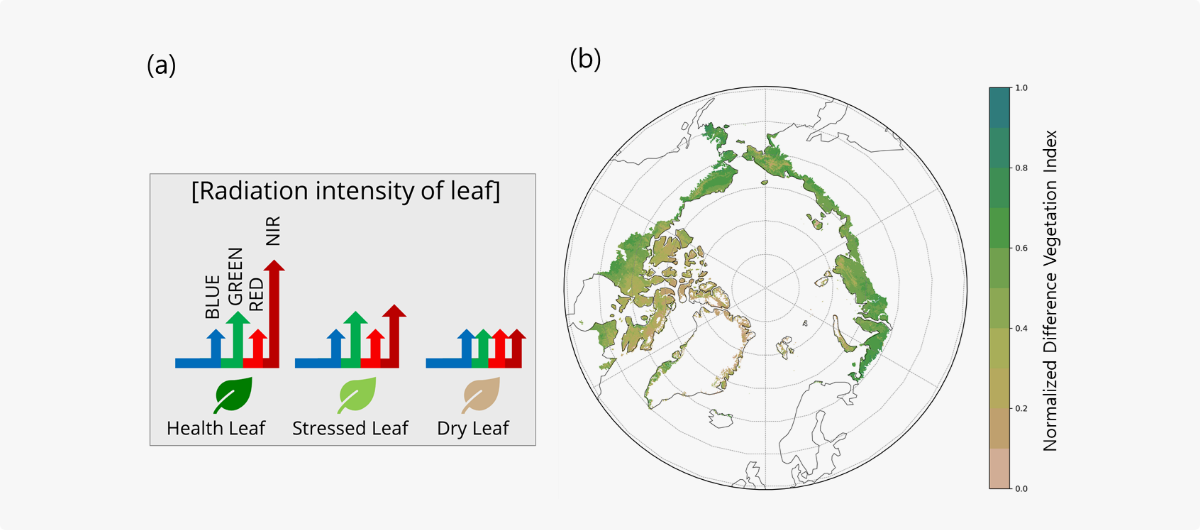 (a)
[Radiation intensity of leaf]
BLUE
GREEN
RED
NIR
Health Leaf
Stressed Leaf
Dry Leaf
(b)
1.0
0.8
0.6
0.4
0.2
0.0
Normalized Difference Vegetation Index